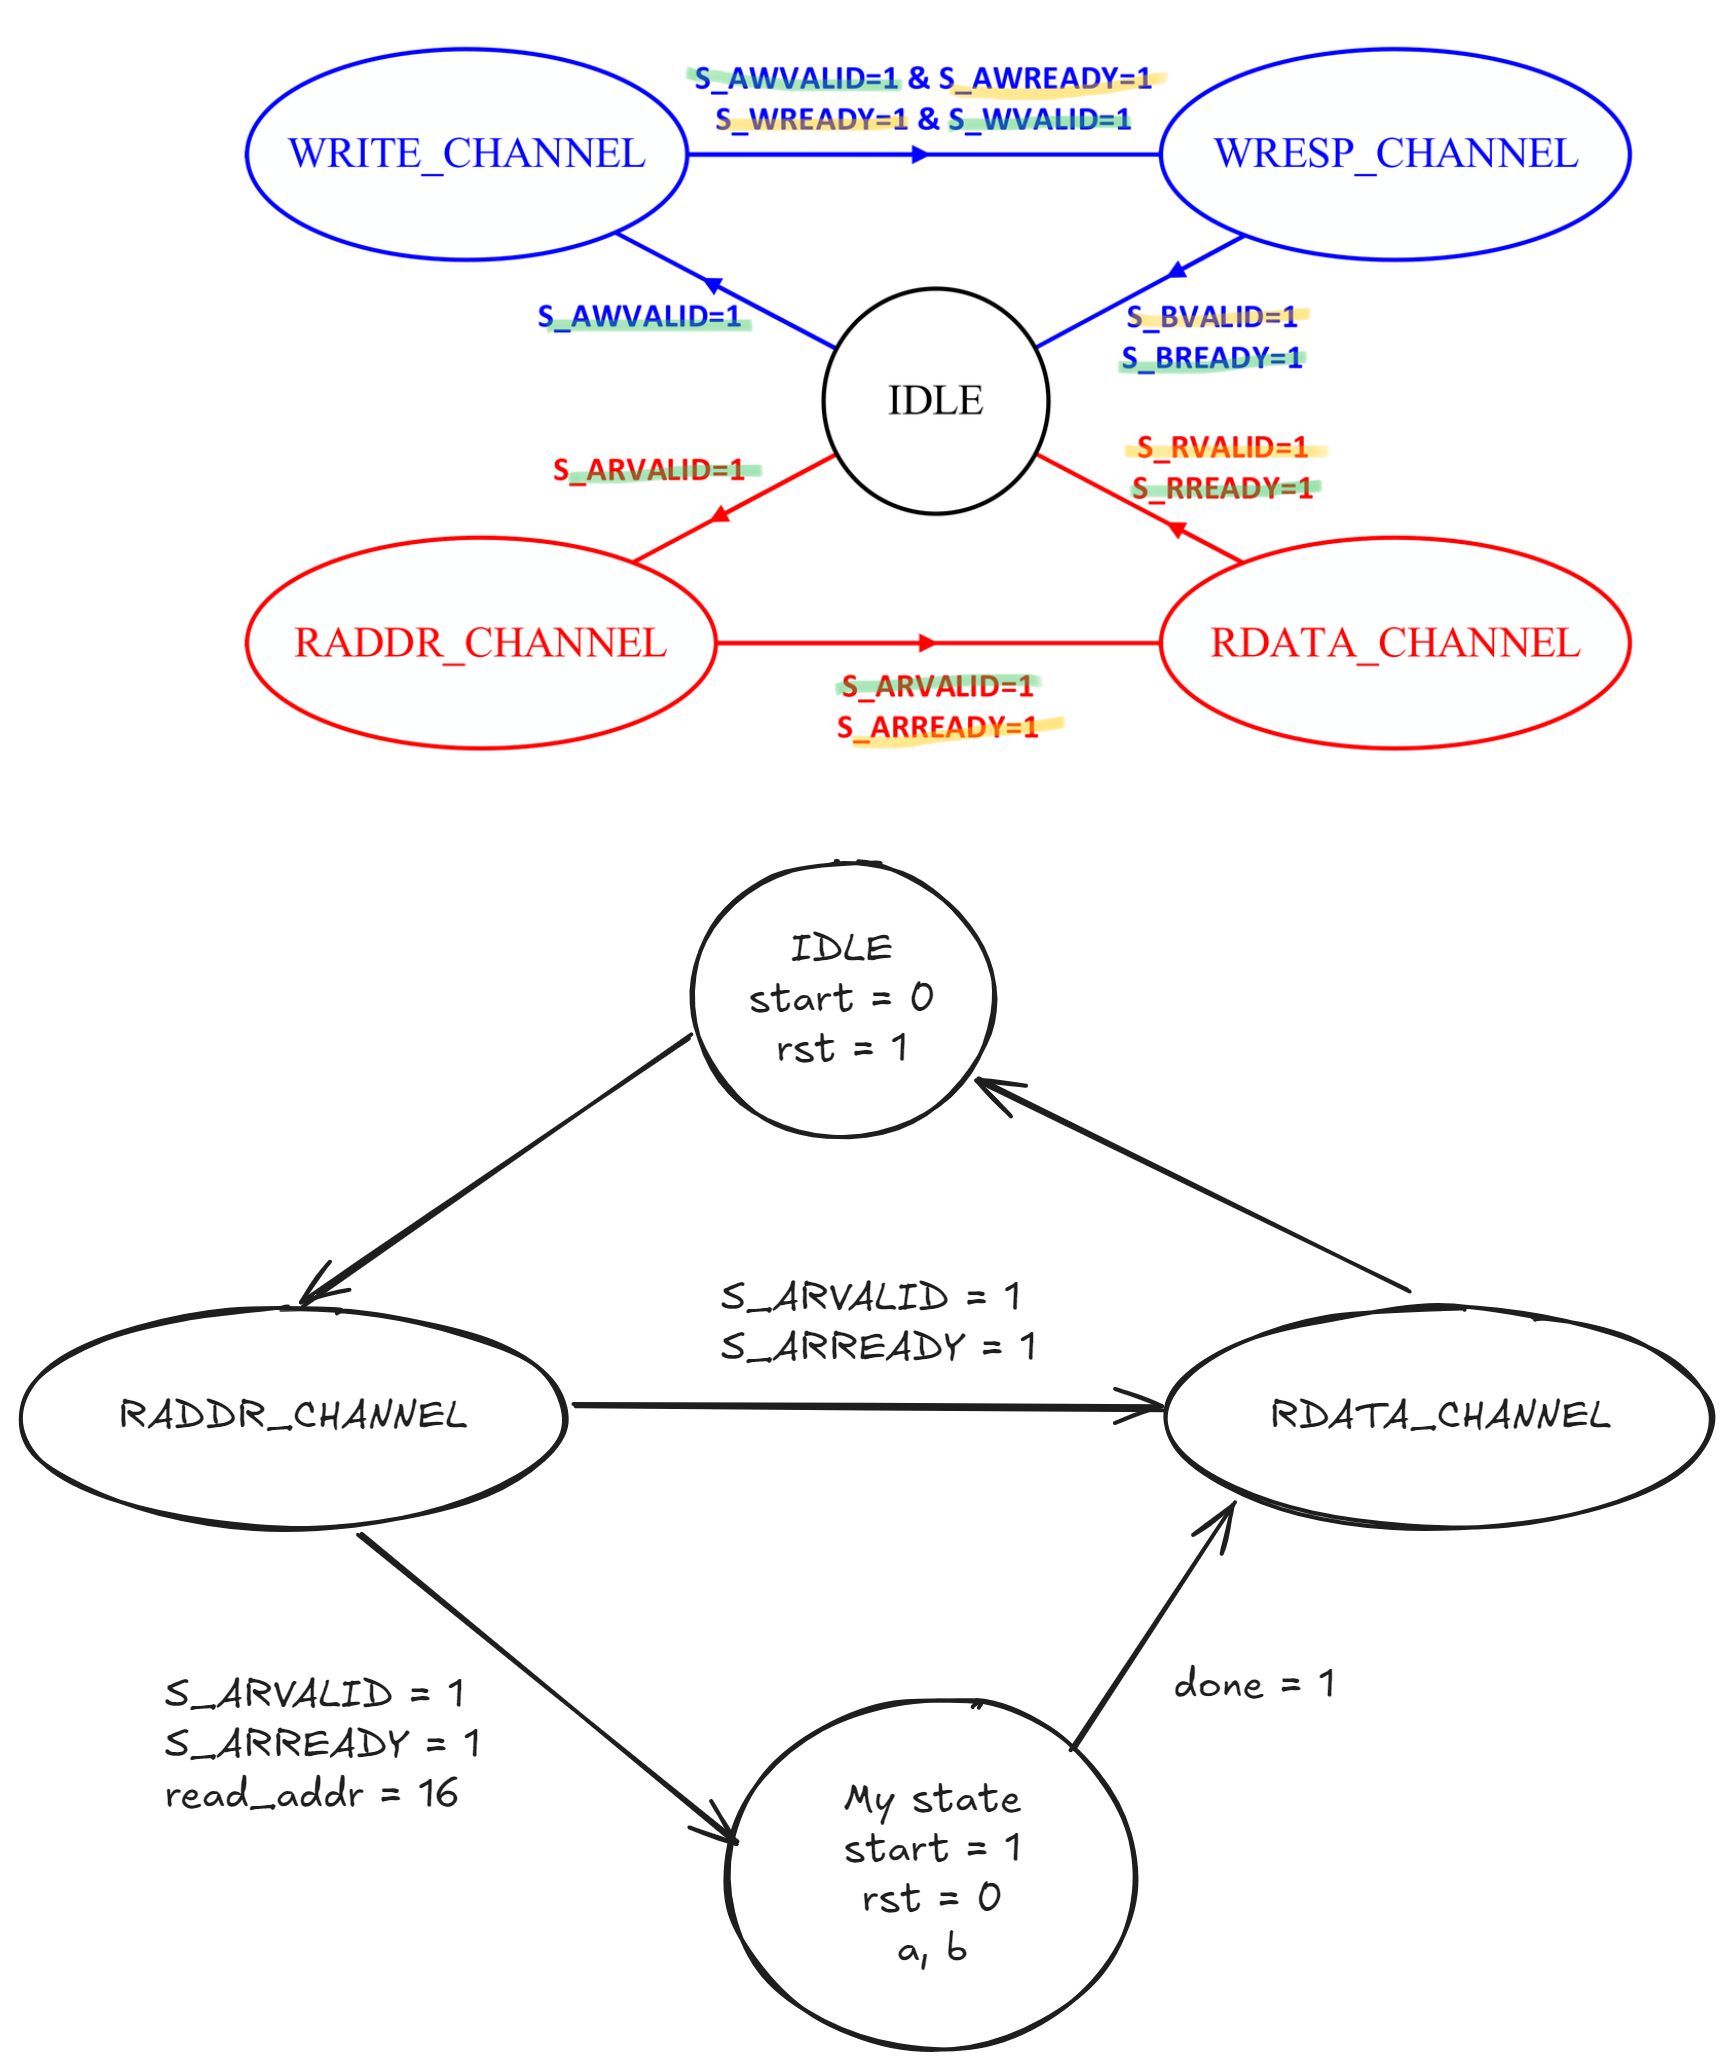 S_AWVALID=1 & S_AWREADY=1
S_WREADY=1 & S_WVALID=1
WRITE_CHANNEL
WRESP_CHANNEL
S_AWVALID=1
S_BVALID=1
S_BREADY=1
IDLE
S_ARVALID=1
S_RVALID=1
S_RREADY=1
RADDR_CHANNEL
RDATA_CHANNEL
S_ARVALID=1
S_ARREADY=1
IDLE
start = 0
rst = 1
S_ARVALID = 1
S_ARREADY = 1
RADDR_CHANNEL
RDATA_CHANNEL
S_ARVALID = 1
S_ARREADY = 1
read_addr = 16
done = 1
My state
start = 1
rst = 0
a, b